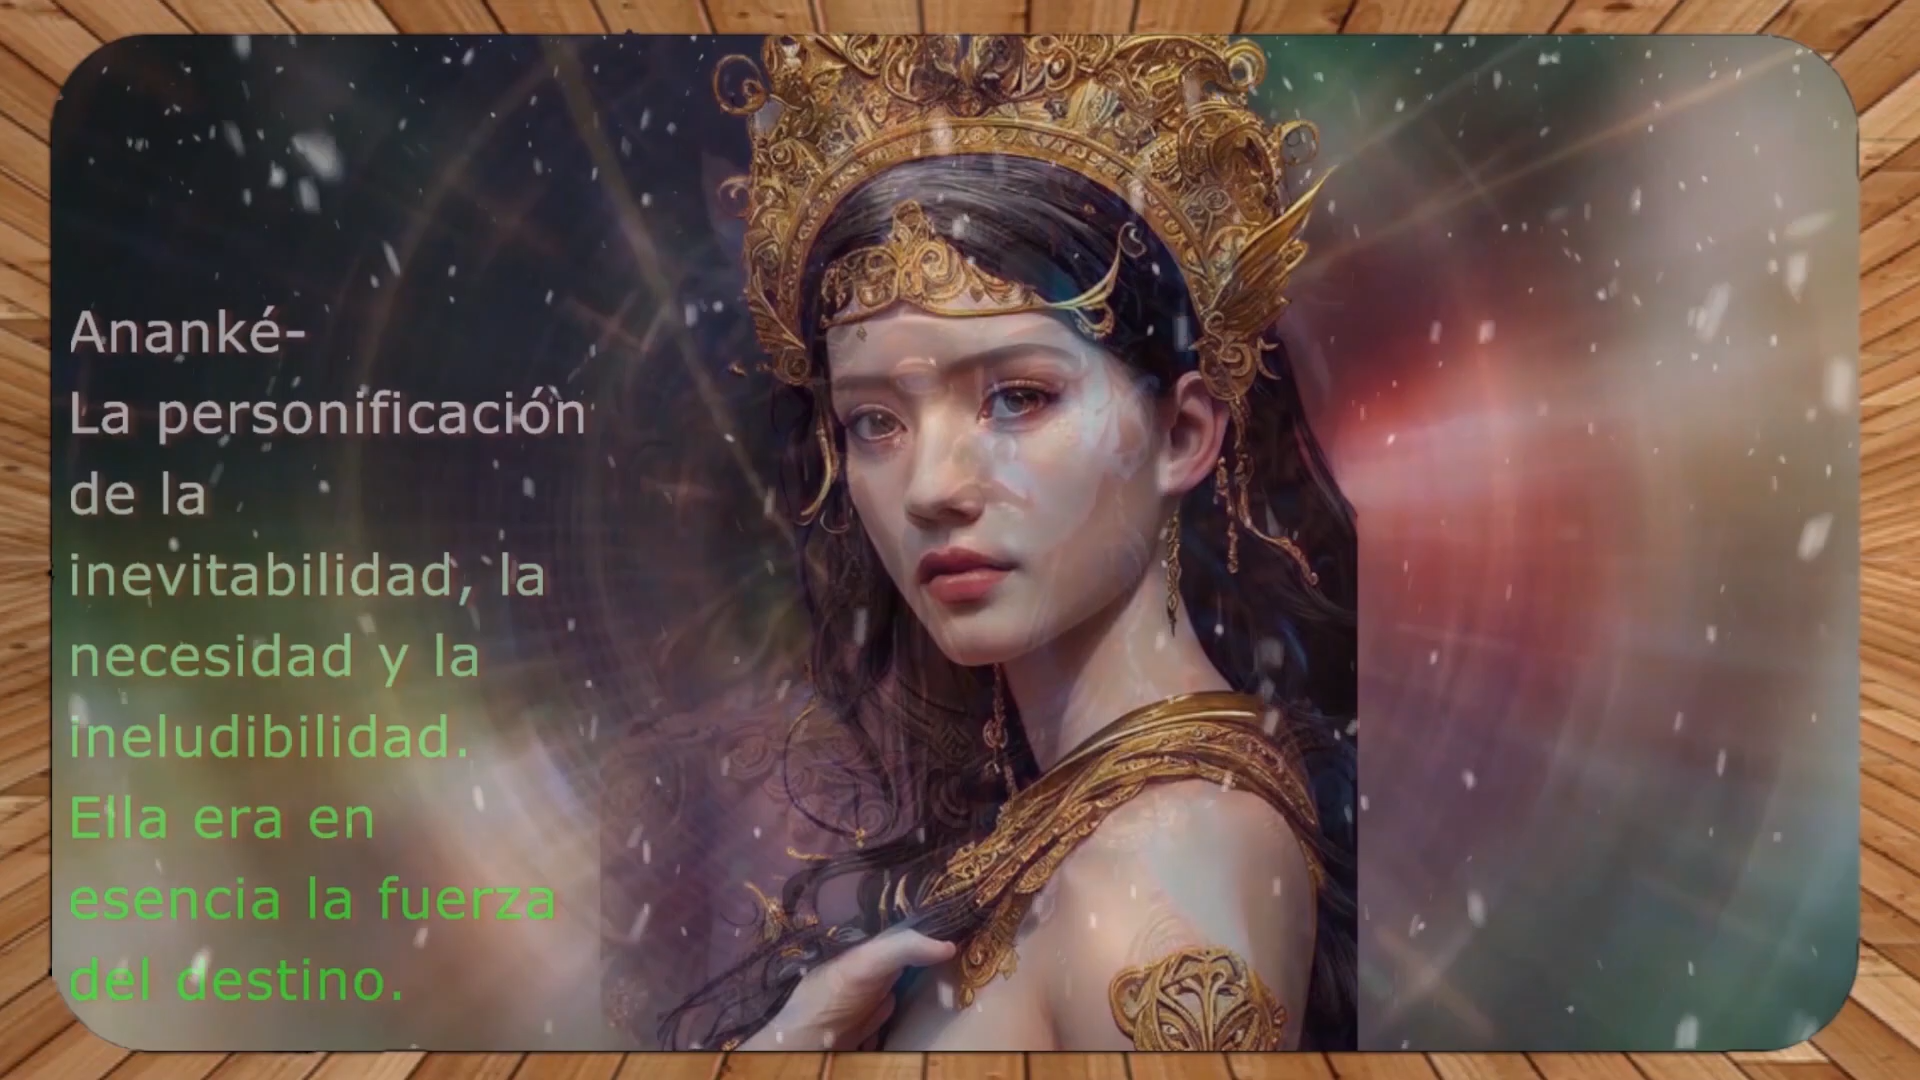 Ananké-
La personificación
de la
inevitabilidad, la
necesidad y la
ineludibilidad.
Ella era en
esencia la fuerza
del destino.